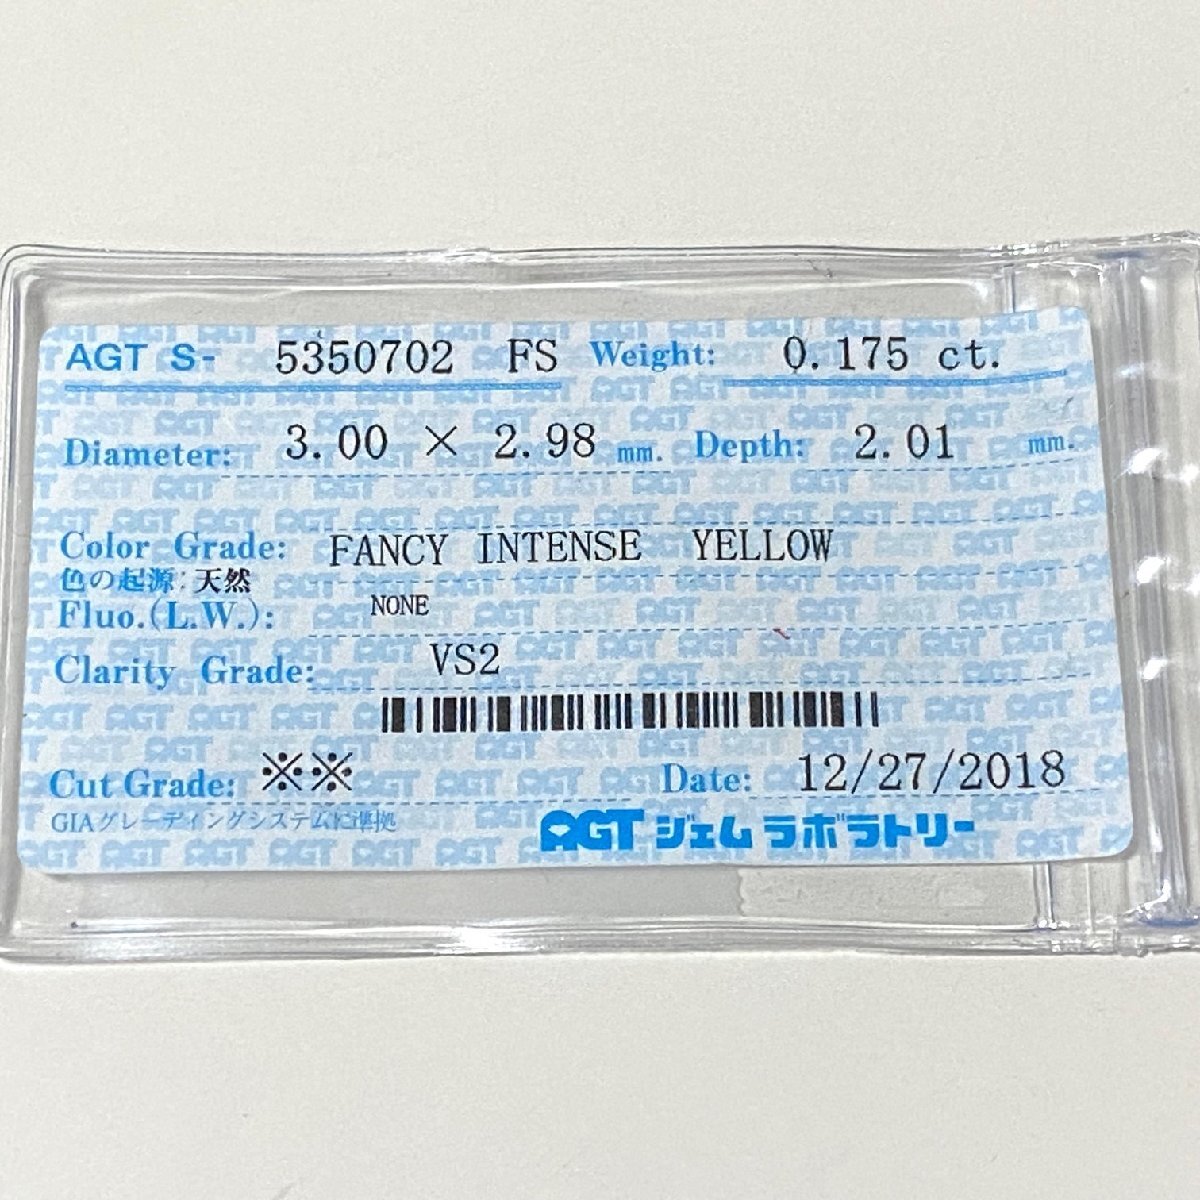 AGT S- 5350702 FS Weight: 0.175 ct.
Diameter: 3.00 × 2.98 mm. Depth: 2.01 mm.
Color Grade: FANCY INTENSE YELLOW
色の起源:天然
Fluo.(L.W.): NONE
Clarity Grade: VS2
Cut Grade: ※※ Date: 12/27/2018
GIAグレーディングシステムに準拠
AGT ジェムラボラトリー